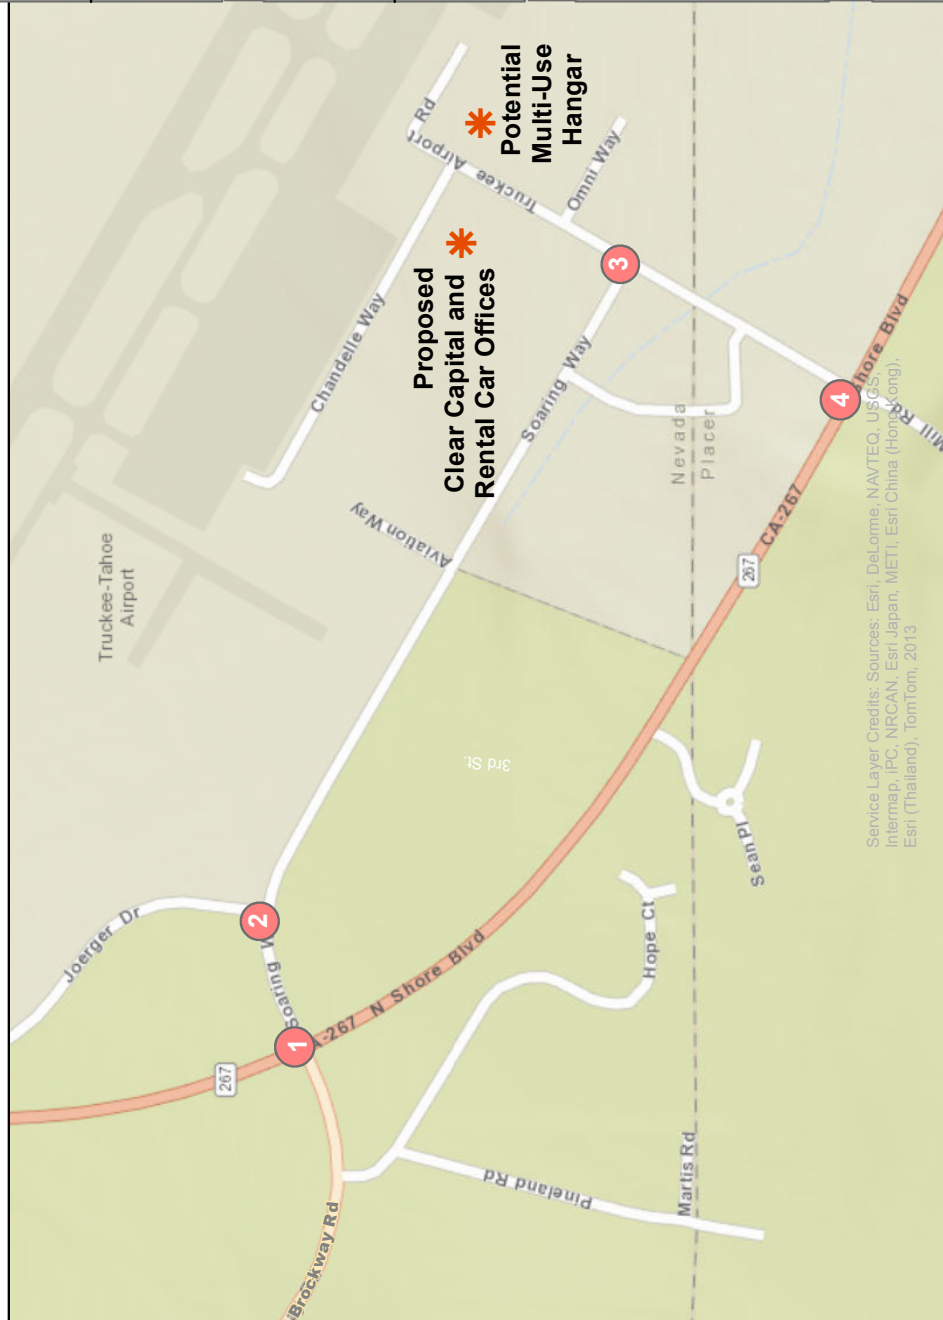 Truckee-Tahoe
Airport
Truckee Airport Rd
Potential
Multi-Use
Hangar
Omni Way
Proposed
Clear Capital and
Rental Car Offices
Chandelle Way
3
Soaring Way
Aviation Way
Nevada
Placer
4
Shore Blvd
Mill Rd
CA-267
267
3rd St.
Joerger Dr
2
Soaring W
1
A-267 N Shore Blvd
267
Hope Ct
Sean Pl
Pineland Rd
Martis Rd
Brockway Rd
Service Layer Credits: Sources: Esri, DeLorme, NAVTEQ, USGS,
Intermap, iPC, NRCAN, Esri Japan, METI, Esri China (Hong Kong),
Esri (Thailand), TomTom, 2013